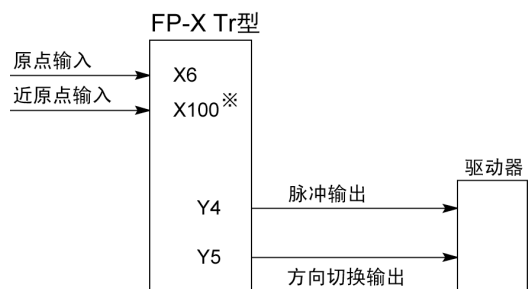 FP-X Tr型
原点输入
X6
近原点输入
X100※
驱动器
Y4
脉冲输出
Y5
方向切换输出